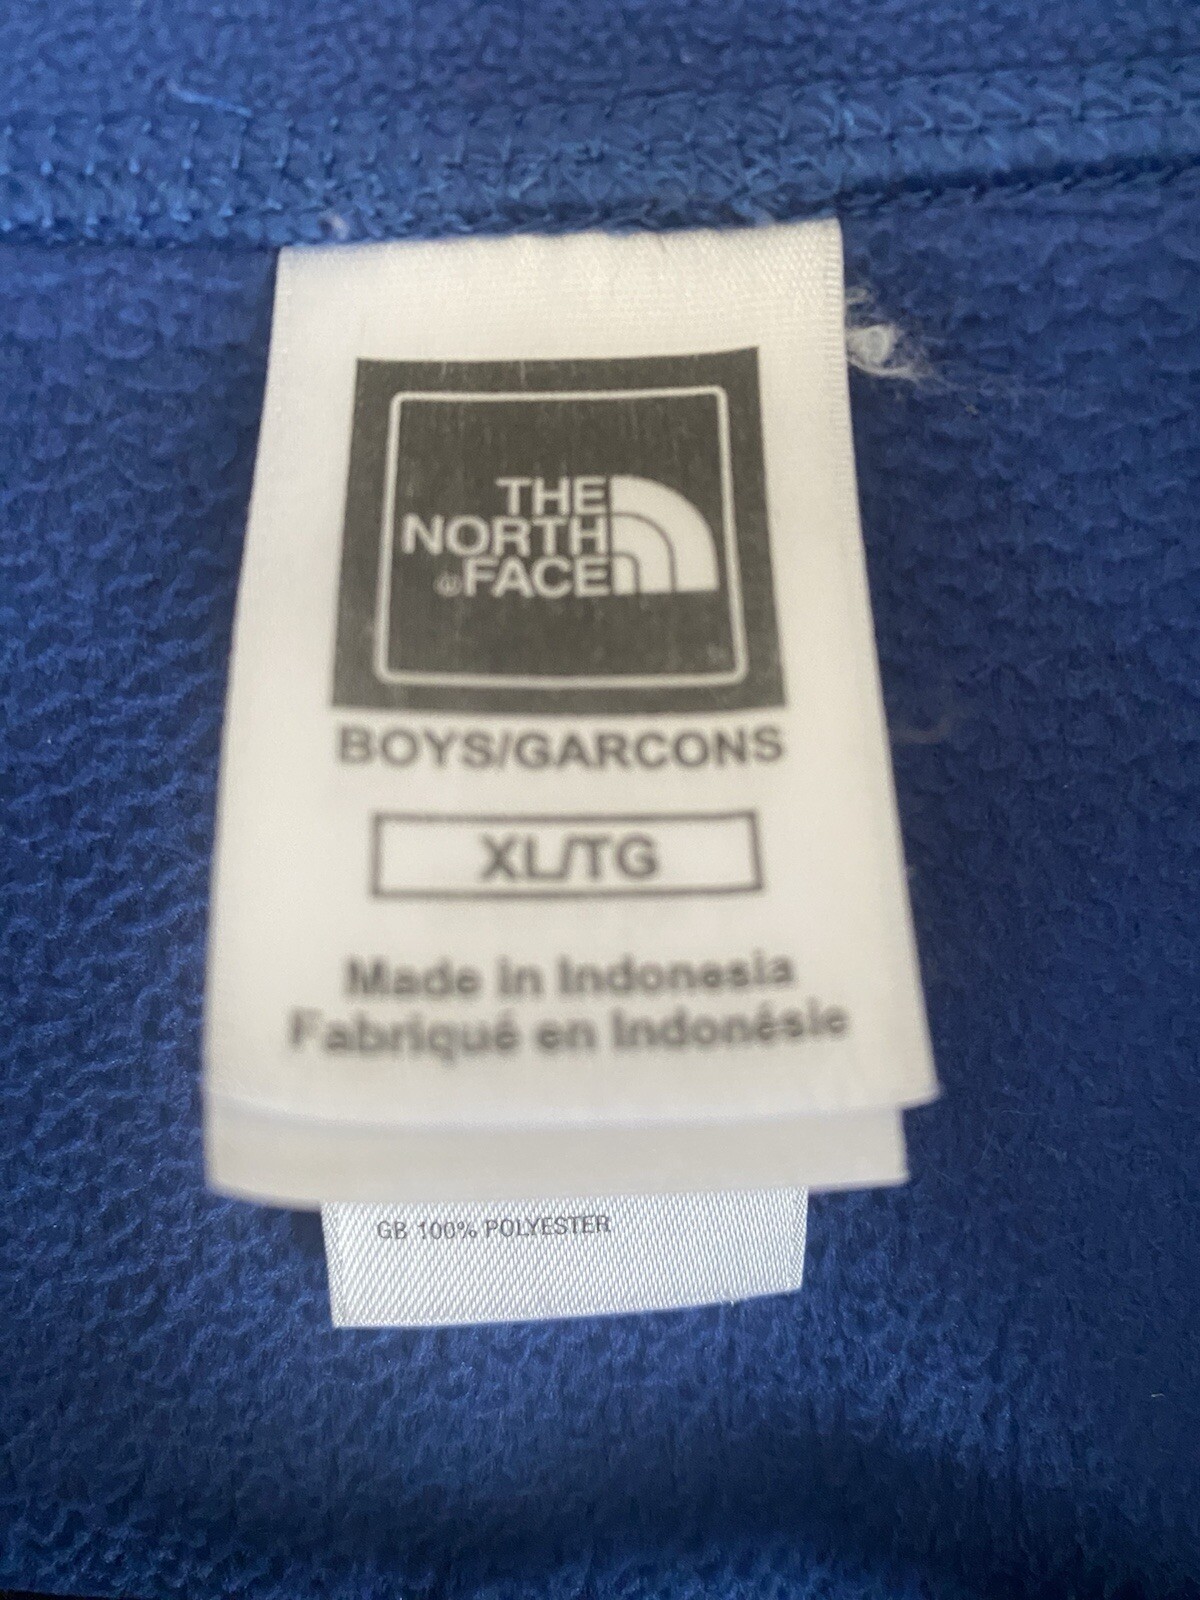 THE
NORTH
FACE
BOYS/GARCONS
XL/TG
Made in Indonesia
Fabriqué en Indonésie
GB 100% POLYESTER